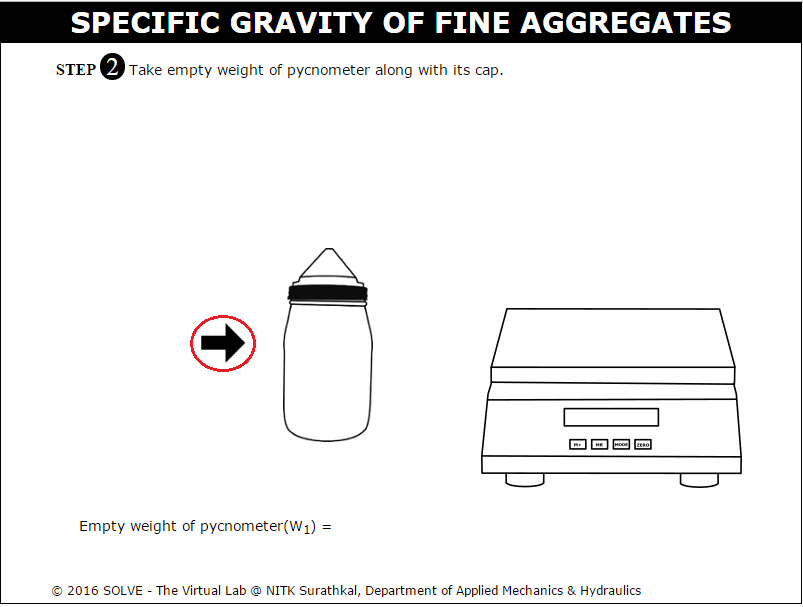 SPECIFIC GRAVITY OF FINE AGGREGATES
STEP 2 Take empty weight of pycnometer along with its cap.
M+ MR MODE ZERO
Empty weight of pycnometer(W1) =
© 2016 SOLVE - The Virtual Lab @ NITK Surathkal, Department of Applied Mechanics & Hydraulics